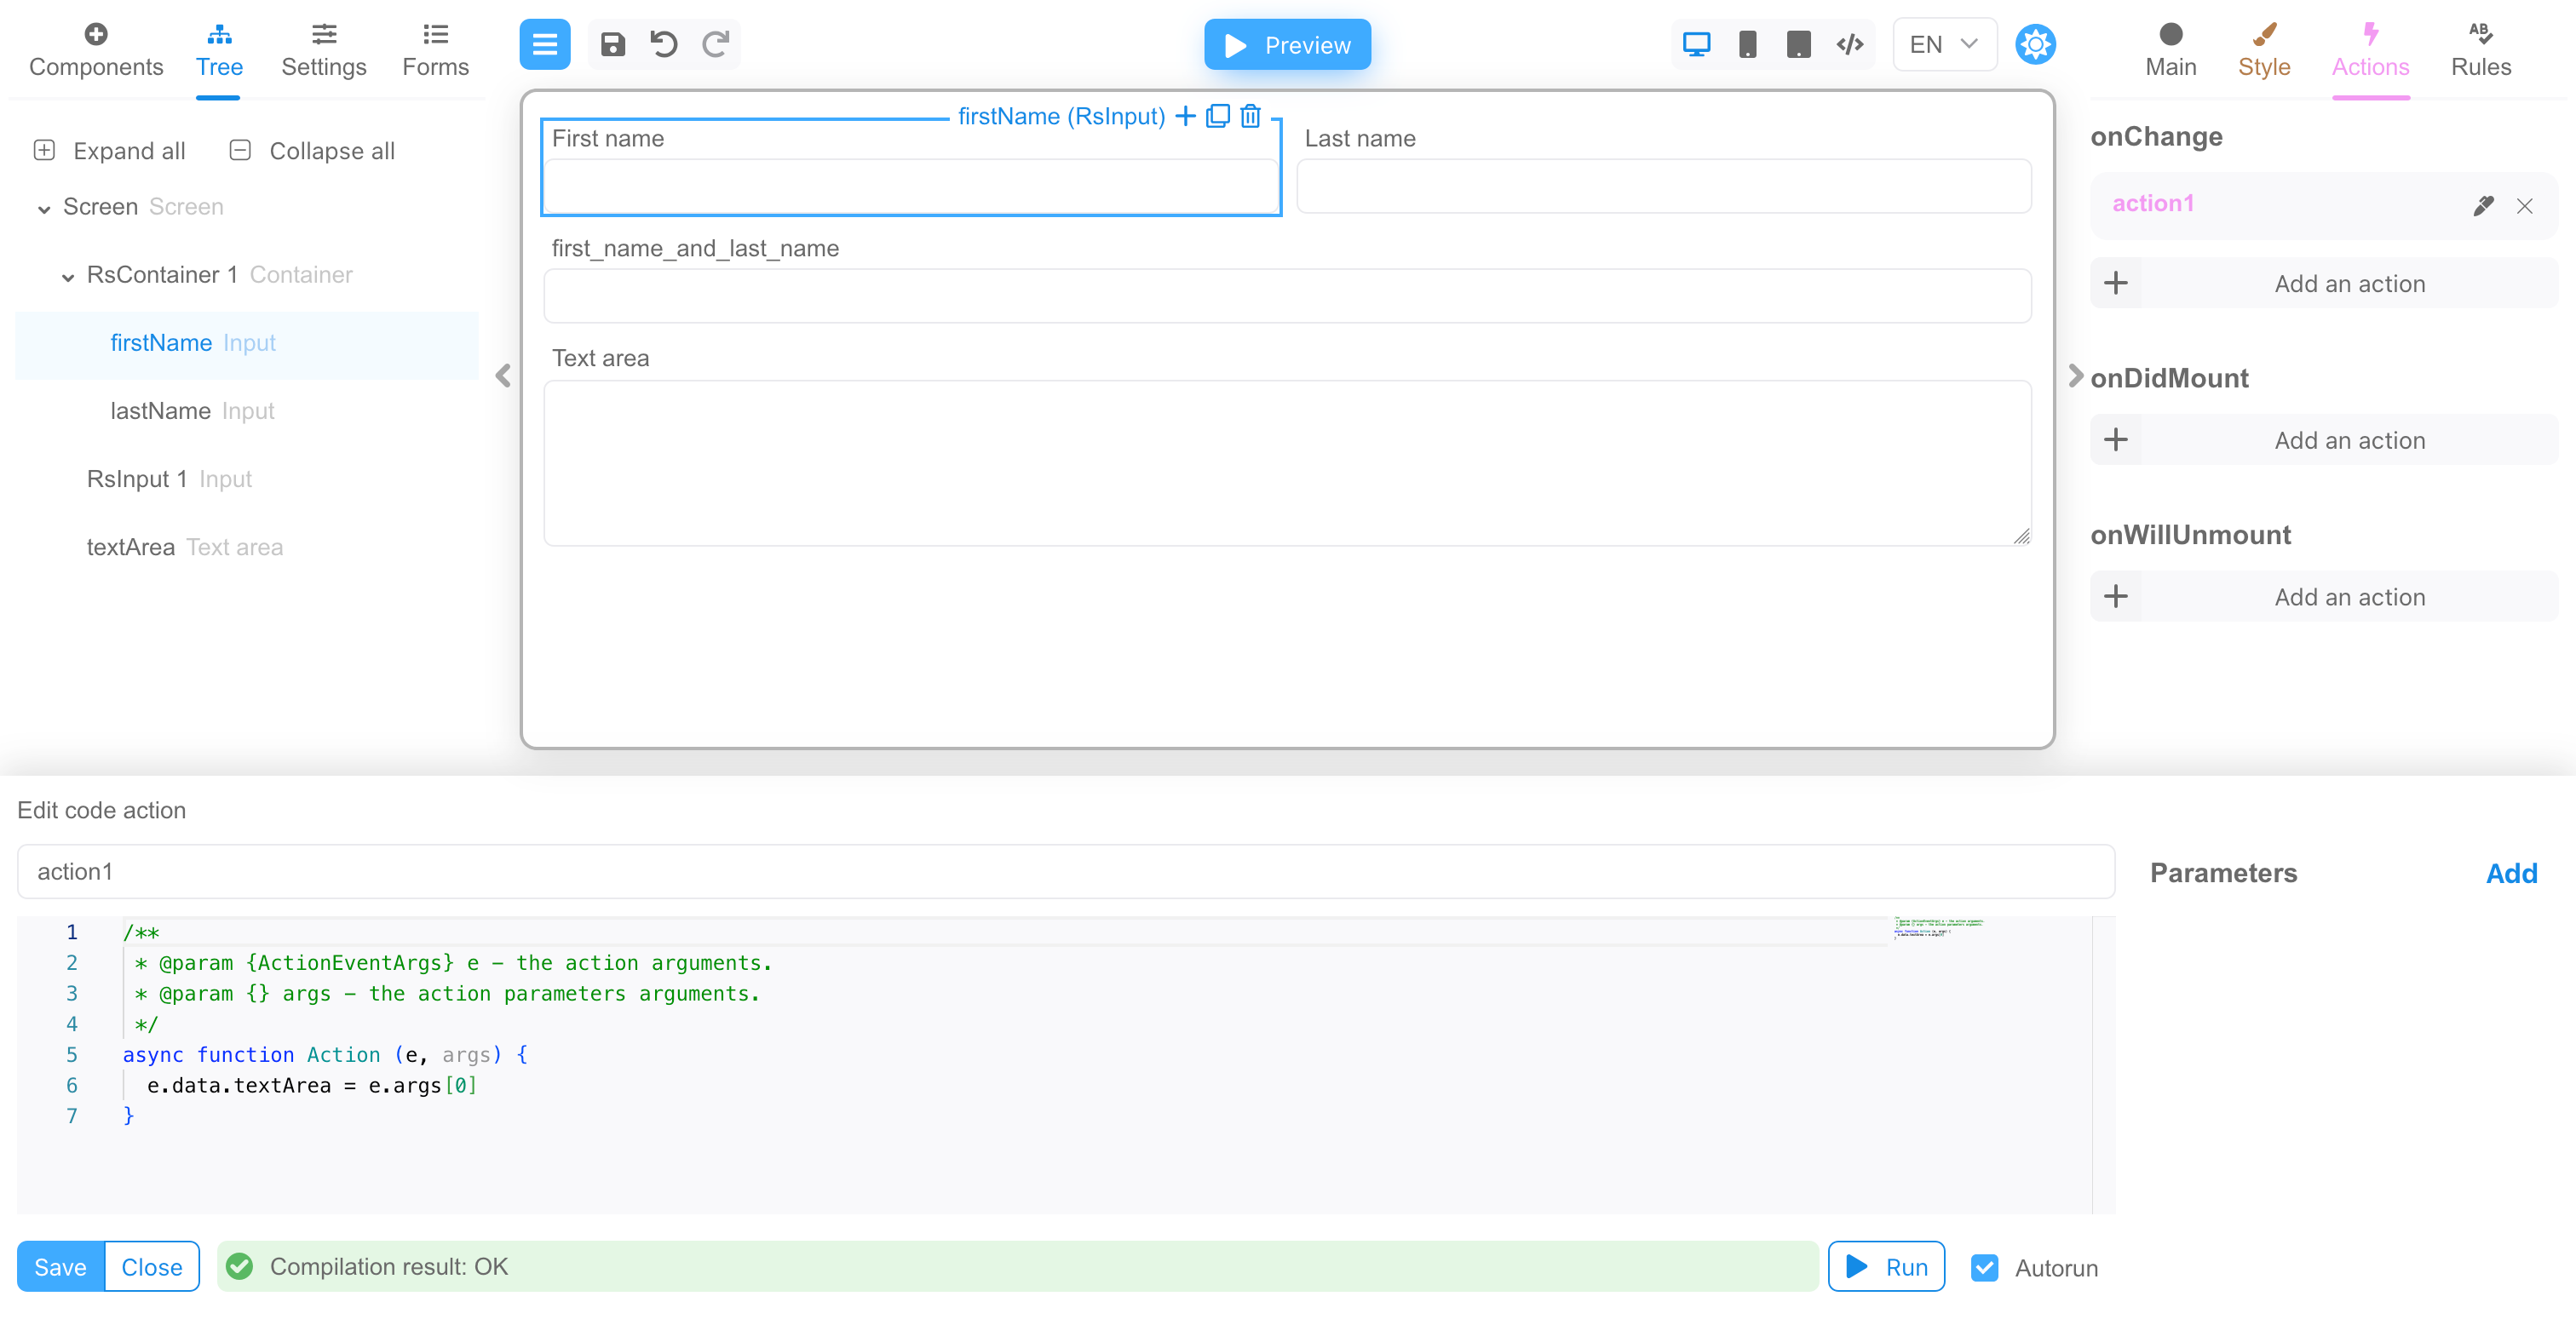 Components Tree Settings Forms
Preview
EN
Main Style Actions AB Rules
Expand all Collapse all
Screen Screen
RsContainer 1 Container
firstName Input
lastName Input
RsInput 1 Input
textArea Text area
firstName (RsInput)
First name
Last name
first_name_and_last_name
Text area
onChange
action1
Add an action
onDidMount
Add an action
onWillUnmount
Add an action
Edit code action
action1
Parameters Add
1 /**
2 * @param {ActionEventArgs} e – the action arguments.
3 * @param {} args – the action parameters arguments.
4 */
5 async function Action (e, args) {
6 e.data.textArea = e.args[0]
7 }
Save Close Compilation result: OK Run Autorun